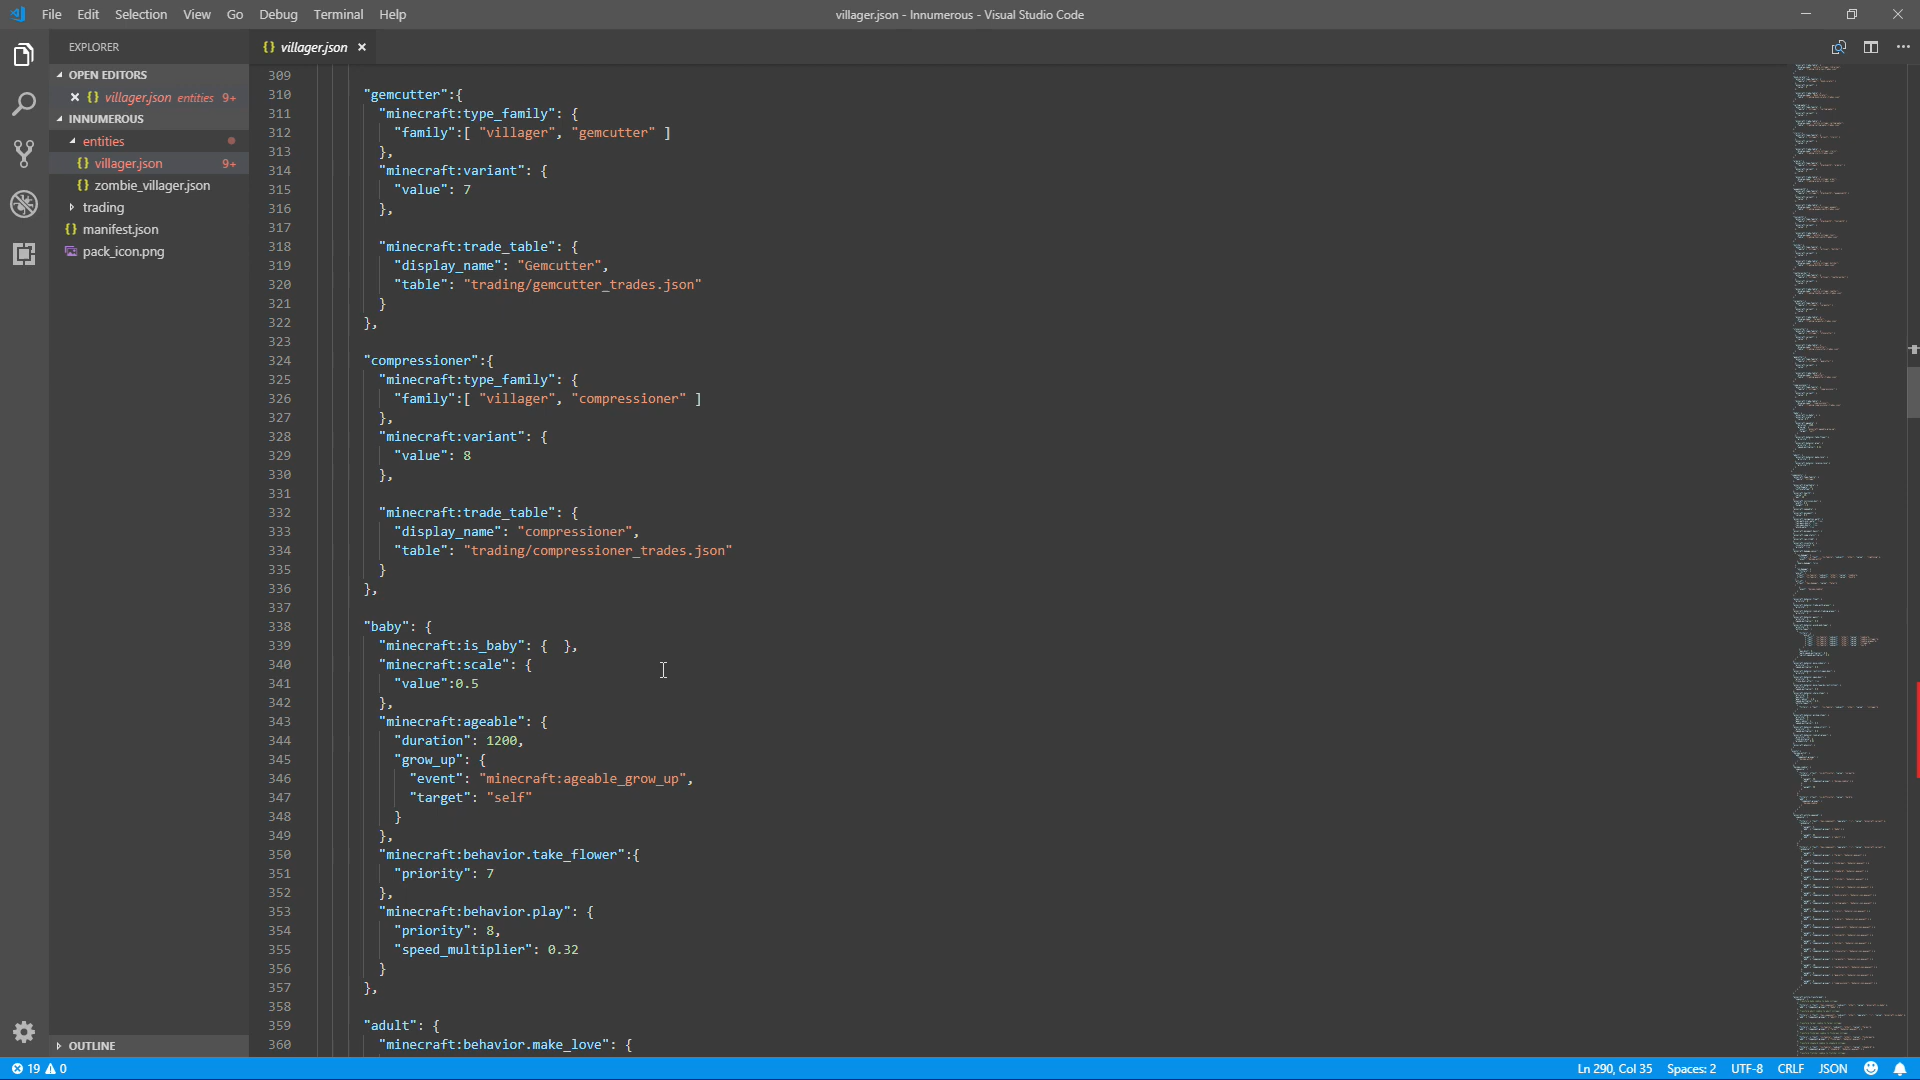 File Edit Selection View Go Debug Terminal Help
villager.json - Innumerous - Visual Studio Code
EXPLORER
OPEN EDITORS
villager.json entities 9+
INNUMEROUS
entities
villager.json 9+
zombie_villager.json
trading
manifest.json
pack_icon.png
OUTLINE
{} villager.json
309
310 "gemcutter":{
311 "minecraft:type_family": {
312 "family":[ "villager", "gemcutter" ]
313 },
314 "minecraft:variant": {
315 "value": 7
316 },
317
318 "minecraft:trade_table": {
319 "display_name": "Gemcutter",
320 "table": "trading/gemcutter_trades.json"
321 }
322 },
323
324 "compressioner":{
325 "minecraft:type_family": {
326 "family":[ "villager", "compressioner" ]
327 },
328 "minecraft:variant": {
329 "value": 8
330 },
331
332 "minecraft:trade_table": {
333 "display_name": "compressioner",
334 "table": "trading/compressioner_trades.json"
335 }
336 },
337
338 "baby": {
339 "minecraft:is_baby": {  },
340 "minecraft:scale": {
341 "value":0.5
342 },
343 "minecraft:ageable": {
344 "duration": 1200,
345 "grow_up": {
346 "event": "minecraft:ageable_grow_up",
347 "target": "self"
348 }
349 },
350 "minecraft:behavior.take_flower":{
351 "priority": 7
352 },
353 "minecraft:behavior.play": {
354 "priority": 8,
355 "speed_multiplier": 0.32
356 }
357 },
358
359 "adult": {
360 "minecraft:behavior.make_love": {
19 0
Ln 290, Col 35 Spaces: 2 UTF-8 CRLF JSON